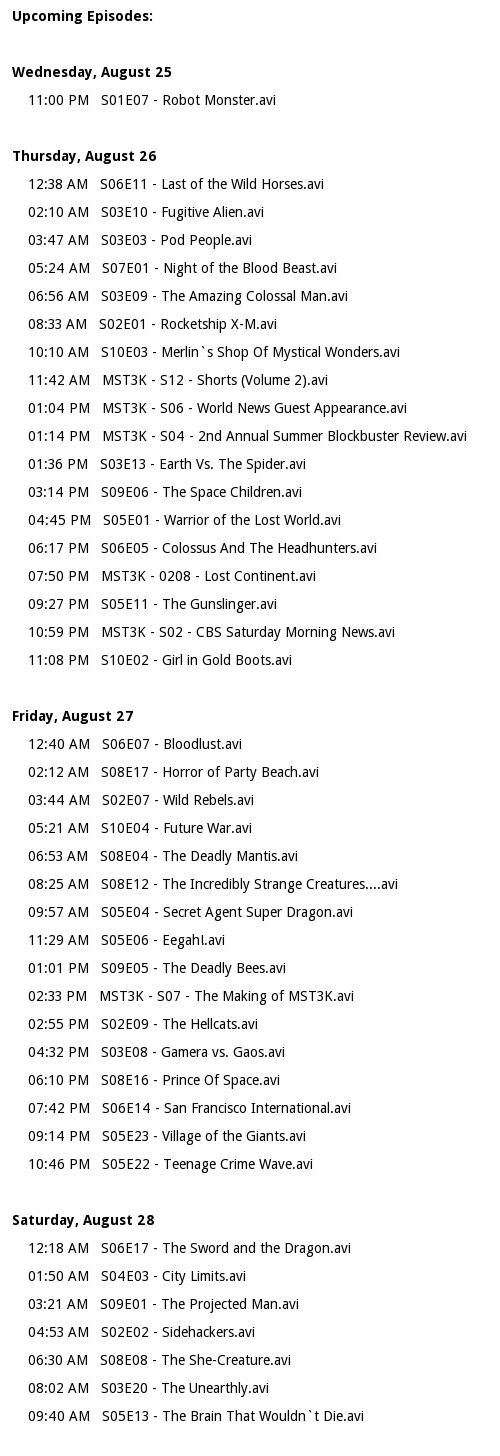 Upcoming Episodes:
Wednesday, August 25
11:00 PM S01E07 - Robot Monster.avi
Thursday, August 26
12:38 AM S06E11 - Last of the Wild Horses.avi
02:10 AM S03E10 - Fugitive Alien.avi
03:47 AM S03E03 - Pod People.avi
05:24 AM S07E01 - Night of the Blood Beast.avi
06:56 AM S03E09 - The Amazing Colossal Man.avi
08:33 AM S02E01 - Rocketship X-M.avi
10:10 AM S10E03 - Merlin`s Shop Of Mystical Wonders.avi
11:42 AM MST3K - S12 - Shorts (Volume 2).avi
01:04 PM MST3K - S06 - World News Guest Appearance.avi
01:14 PM MST3K - S04 - 2nd Annual Summer Blockbuster Review.avi
01:36 PM S03E13 - Earth Vs. The Spider.avi
03:14 PM S09E06 - The Space Children.avi
04:45 PM S05E01 - Warrior of the Lost World.avi
06:17 PM S06E05 - Colossus And The Headhunters.avi
07:50 PM MST3K - 0208 - Lost Continent.avi
09:27 PM S05E11 - The Gunslinger.avi
10:59 PM MST3K - S02 - CBS Saturday Morning News.avi
11:08 PM S10E02 - Girl in Gold Boots.avi
Friday, August 27
12:40 AM S06E07 - Bloodlust.avi
02:12 AM S08E17 - Horror of Party Beach.avi
03:44 AM S02E07 - Wild Rebels.avi
05:21 AM S10E04 - Future War.avi
06:53 AM S08E04 - The Deadly Mantis.avi
08:25 AM S08E12 - The Incredibly Strange Creatures....avi
09:57 AM S05E04 - Secret Agent Super Dragon.avi
11:29 AM S05E06 - Eegah!.avi
01:01 PM S09E05 - The Deadly Bees.avi
02:33 PM MST3K - S07 - The Making of MST3K.avi
02:55 PM S02E09 - The Hellcats.avi
04:32 PM S03E08 - Gamera vs. Gaos.avi
06:10 PM S08E16 - Prince Of Space.avi
07:42 PM S06E14 - San Francisco International.avi
09:14 PM S05E23 - Village of the Giants.avi
10:46 PM S05E22 - Teenage Crime Wave.avi
Saturday, August 28
12:18 AM S06E17 - The Sword and the Dragon.avi
01:50 AM S04E03 - City Limits.avi
03:21 AM S09E01 - The Projected Man.avi
04:53 AM S02E02 - Sidehackers.avi
06:30 AM S08E08 - The She-Creature.avi
08:02 AM S03E20 - The Unearthly.avi
09:40 AM S05E13 - The Brain That Wouldn`t Die.avi